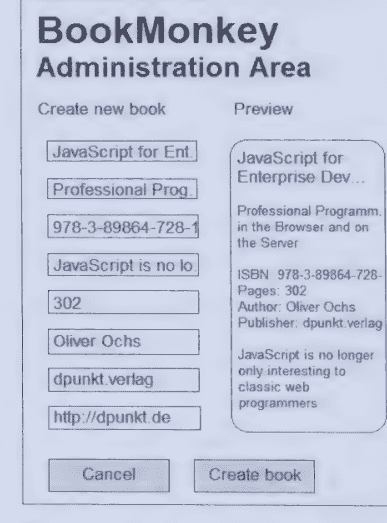 BookMonkey
Administration Area
Create new book
Preview
JavaScript for Ent.
Professional Prog.
978-3-89864-728-1
JavaScript is no lo
302
Oliver Ochs
dpunkt.verlag
http://dpunkt.de
JavaScript for
Enterprise Dev...
Professional Programm.
in the Browser and on
the Server
ISBN 978-3-89864-728-
Pages: 302
Author: Oliver Ochs
Publisher: dpunkt.verlag
JavaScript is no longer
only interesting to
classic web
programmers
Cancel
Create book